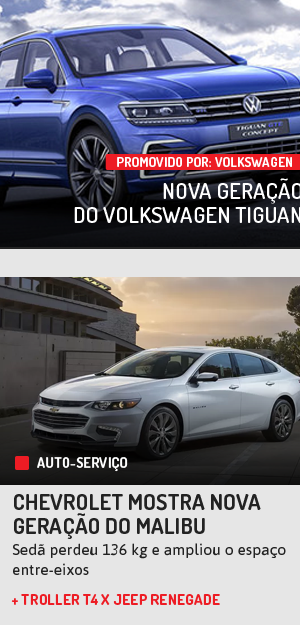 TIGUAN GTE
CONCEPT
PROMOVIDO POR: VOLKSWAGEN
NOVA GERAÇÃO
DO VOLKSWAGEN TIGUAN
AUTO-SERVIÇO
CHEVROLET MOSTRA NOVA
GERAÇÃO DO MALIBU
Sedã perdeu 136 kg e ampliou o espaço
entre-eixos
+ TROLLER T4 X JEEP RENEGADE